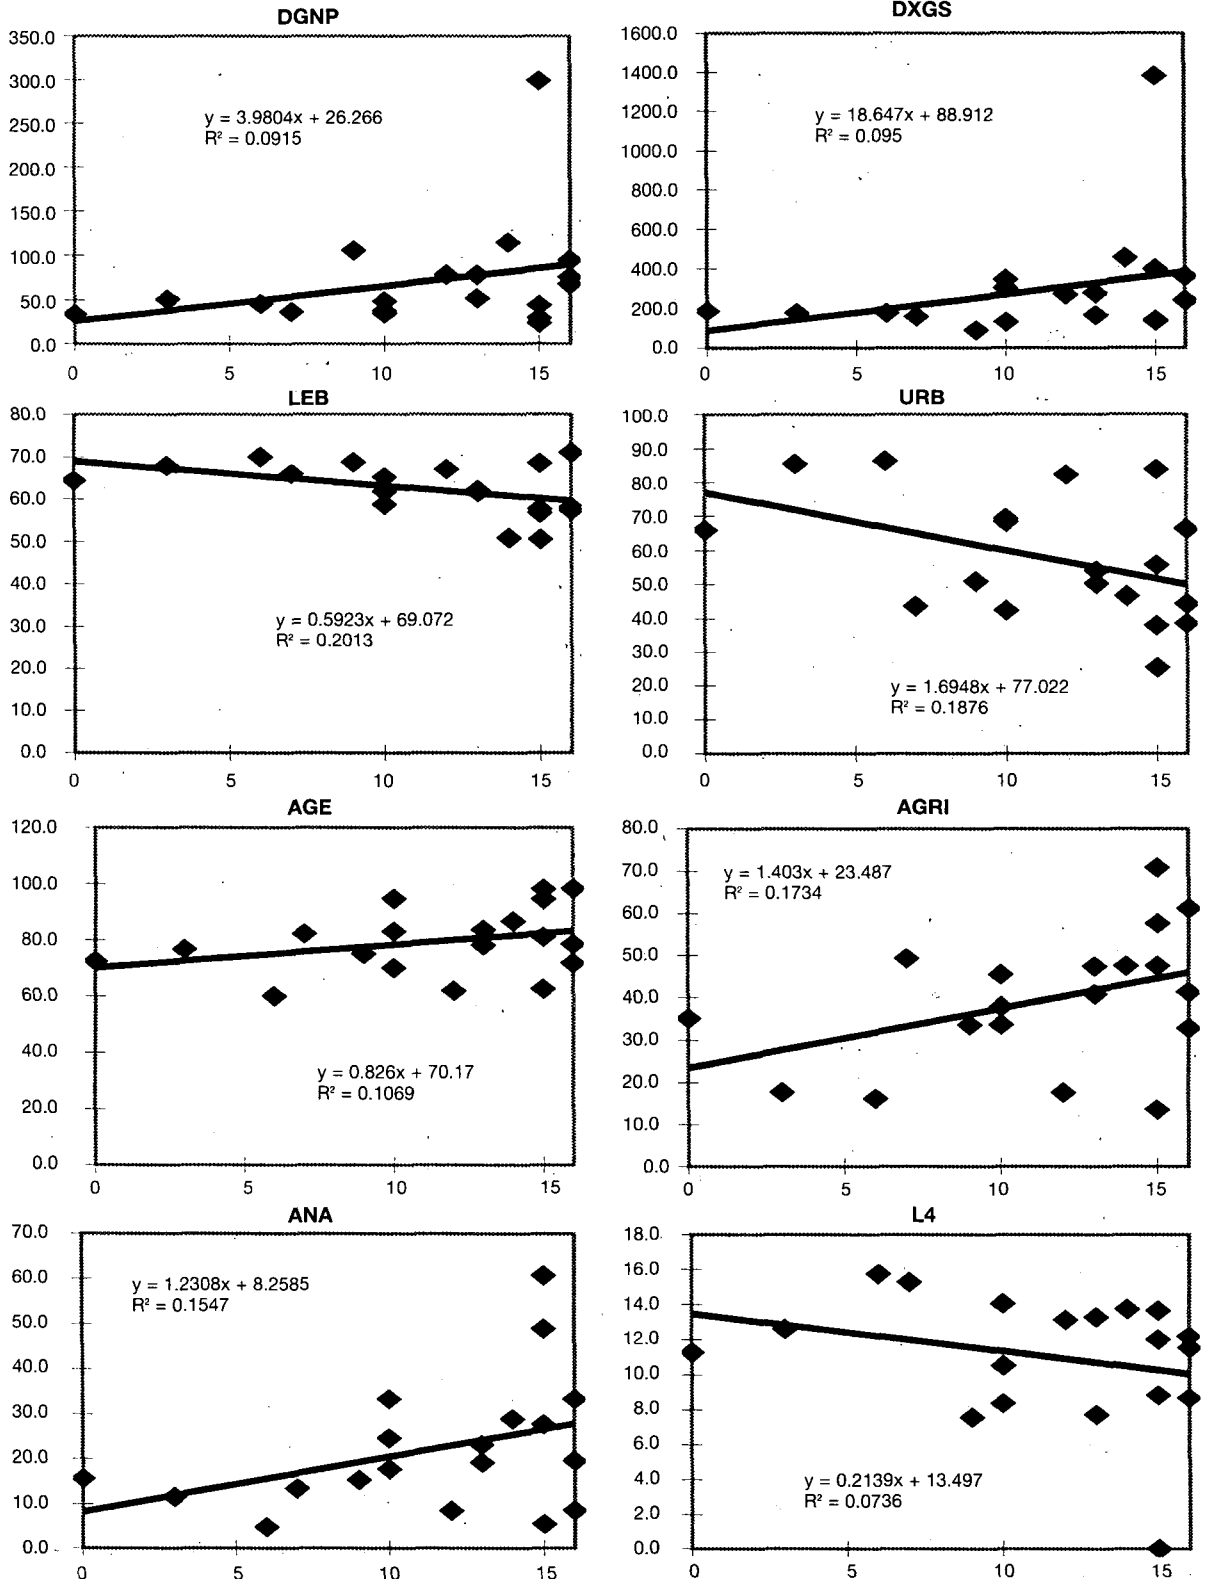 DGNP
350.0
300.0
250.0
200.0
150.0
100.0
50.0
0.0
y = 3.9804x + 26.266
R² = 0.0915
0 5 10 15
DXGS
1600.0
1400.0
1200.0
1000.0
800.0
600.0
400.0
200.0
0.0
y = 18.647x + 88.912
R² = 0.095
0 5 10 15
LEB
80.0
70.0
60.0
50.0
40.0
30.0
20.0
10.0
0.0
y = 0.5923x + 69.072
R² = 0.2013
0 5 10 15
URB
100.0
90.0
80.0
70.0
60.0
50.0
40.0
30.0
20.0
10.0
0.0
y = 1.6948x + 77.022
R² = 0.1876
0 5 10 15
AGE
120.0
100.0
80.0
60.0
40.0
20.0
0.0
y = 0.826x + 70.17
R² = 0.1069
0 5 10 15
AGRI
80.0
70.0
60.0
50.0
40.0
30.0
20.0
10.0
0.0
y = 1.403x + 23.487
R² = 0.1734
0 5 10 15
ANA
70.0
60.0
50.0
40.0
30.0
20.0
10.0
0.0
y = 1.2308x + 8.2585
R² = 0.1547
0 5 10 15
L4
18.0
16.0
14.0
12.0
10.0
8.0
6.0
4.0
2.0
0.0
y = 0.2139x + 13.497
R² = 0.0736
0 5 10 15